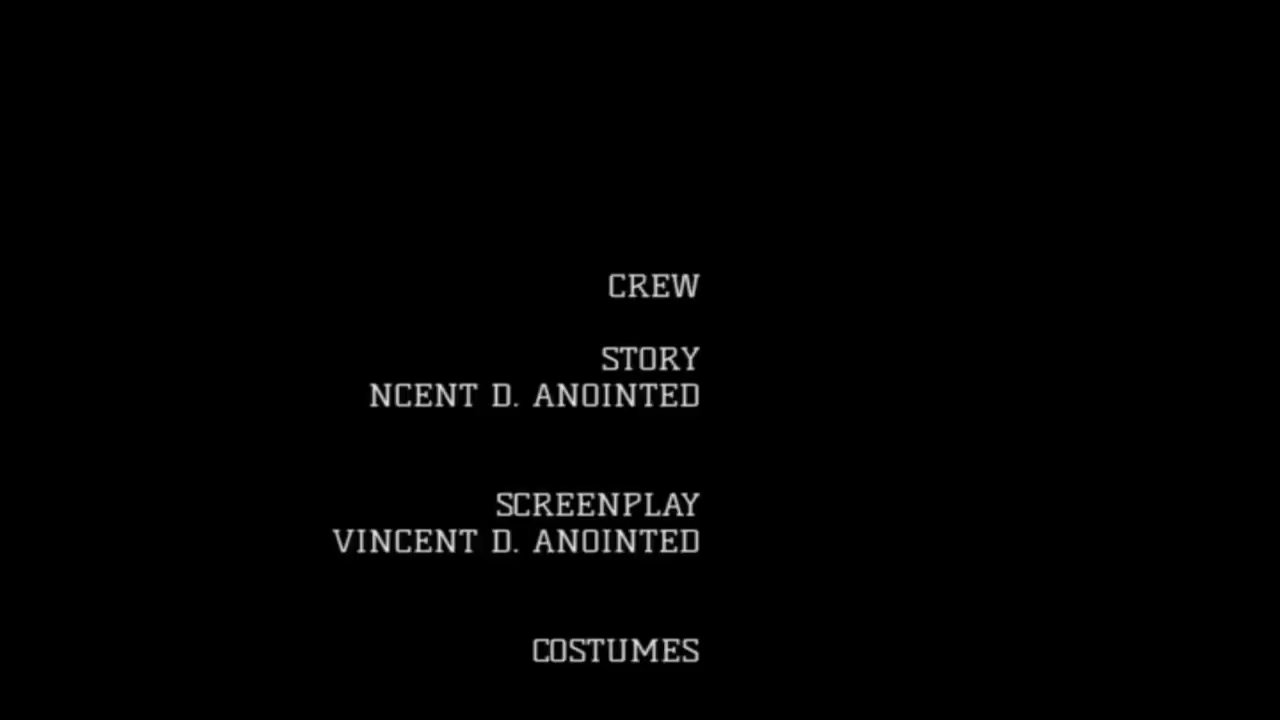 CREW
STORY
NCENT D. ANOINTED
SCREENPLAY
VINCENT D. ANOINTED
COSTUMES